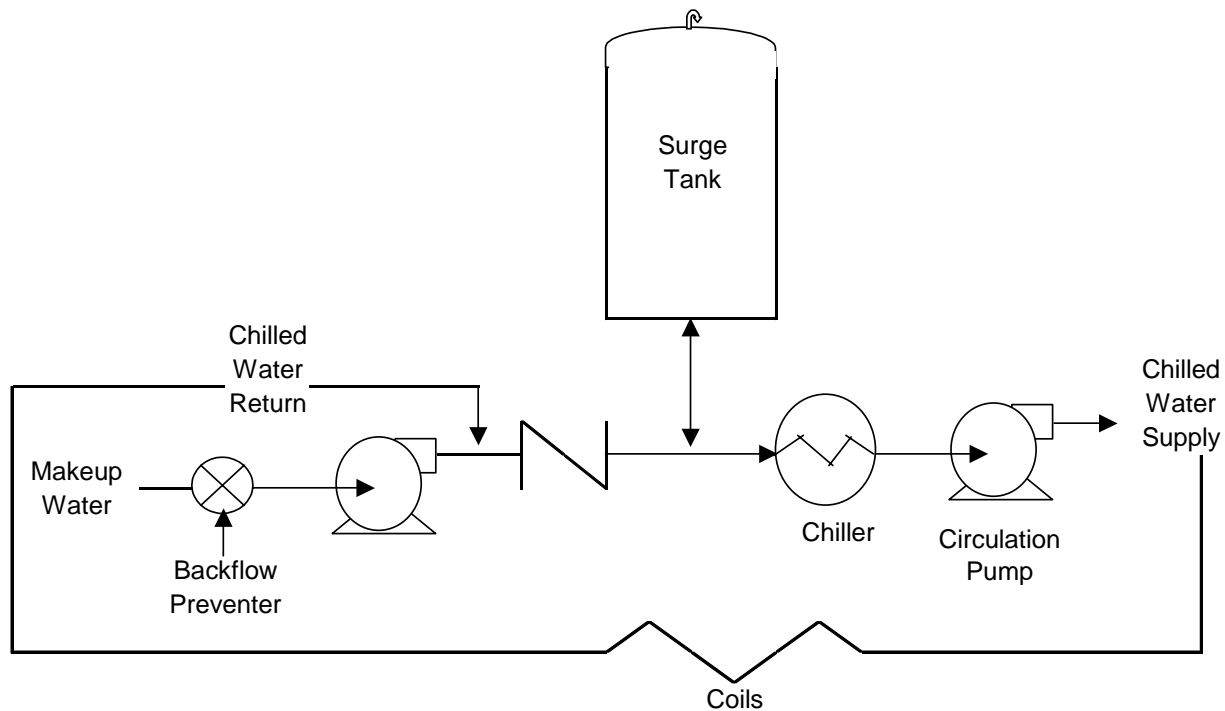 Surge
Tank
Chilled
Water
Return
Chilled
Water
Supply
Makeup
Water
Backflow
Preventer
Chiller
Circulation
Pump
Coils